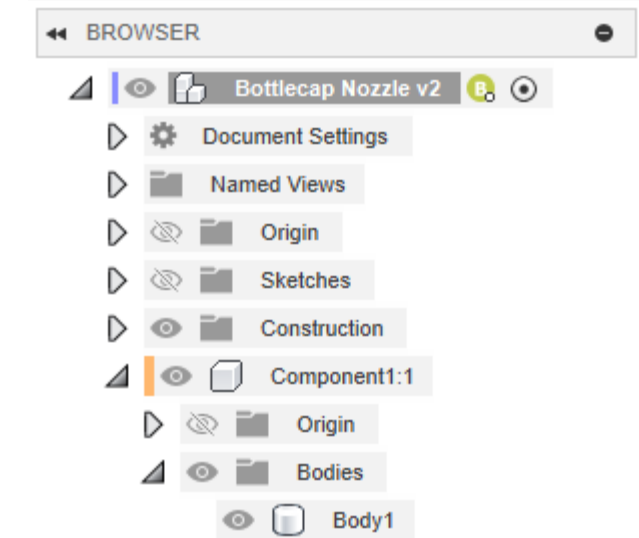 BROWSER
Bottlecap Nozzle v2 B
Document Settings
Named Views
Origin
Sketches
Construction
Component1:1
Origin
Bodies
Body1